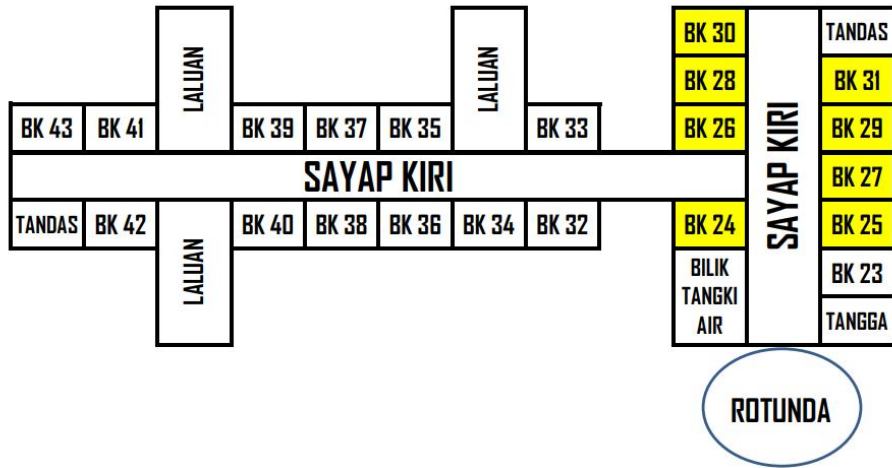 LALUAN
LALUAN
BK 30
TANDAS
BK 28
BK 31
BK 43
BK 41
BK 39
BK 37
BK 35
BK 33
BK 26
SAYAP KIRI
BK 29
SAYAP KIRI
BK 27
TANDAS
BK 42
LALUAN
BK 40
BK 38
BK 36
BK 34
BK 32
BK 24
BK 25
BILIK
TANGKI
AIR
BK 23
TANGGA
ROTUNDA